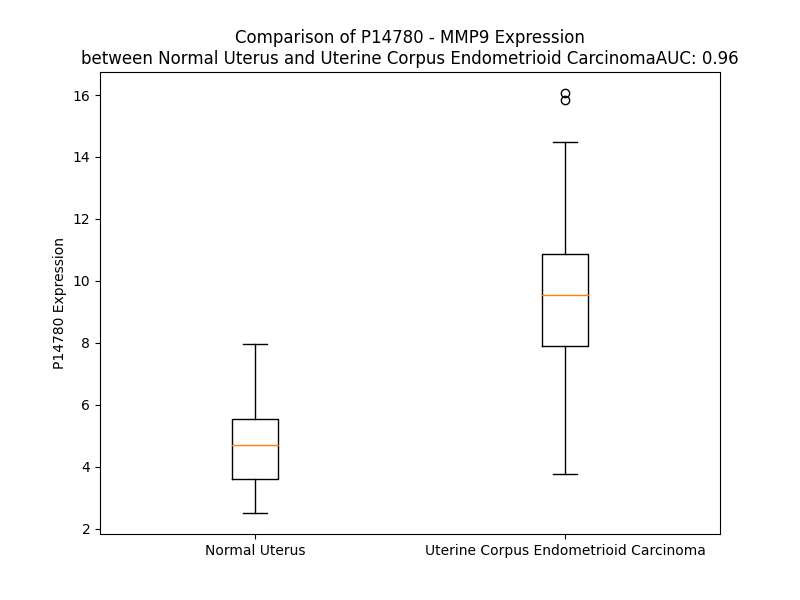 Comparison of P14780 - MMP9 Expression
between Normal Uterus and Uterine Corpus Endometrioid CarcinomaAUC: 0.96
16
14
12
10
8
6
4
2
P14780 Expression
Normal Uterus
Uterine Corpus Endometrioid Carcinoma